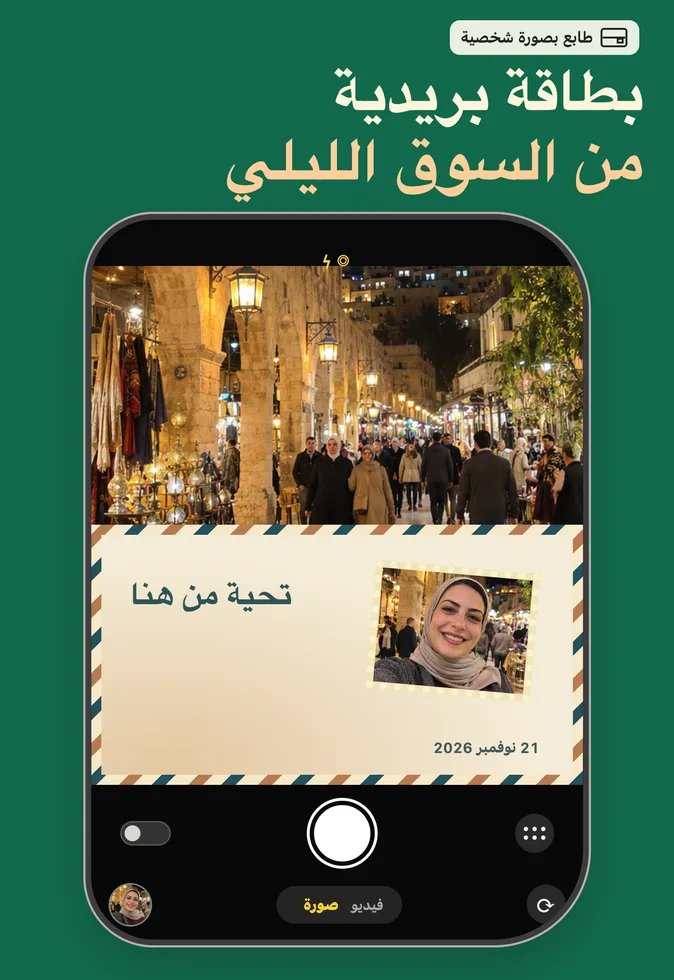 طابع بصورة شخصية
بطاقة بريدية
من السوق الليلي
تحية من هنا
21 نوفمبر 2026
فيديو
صورة